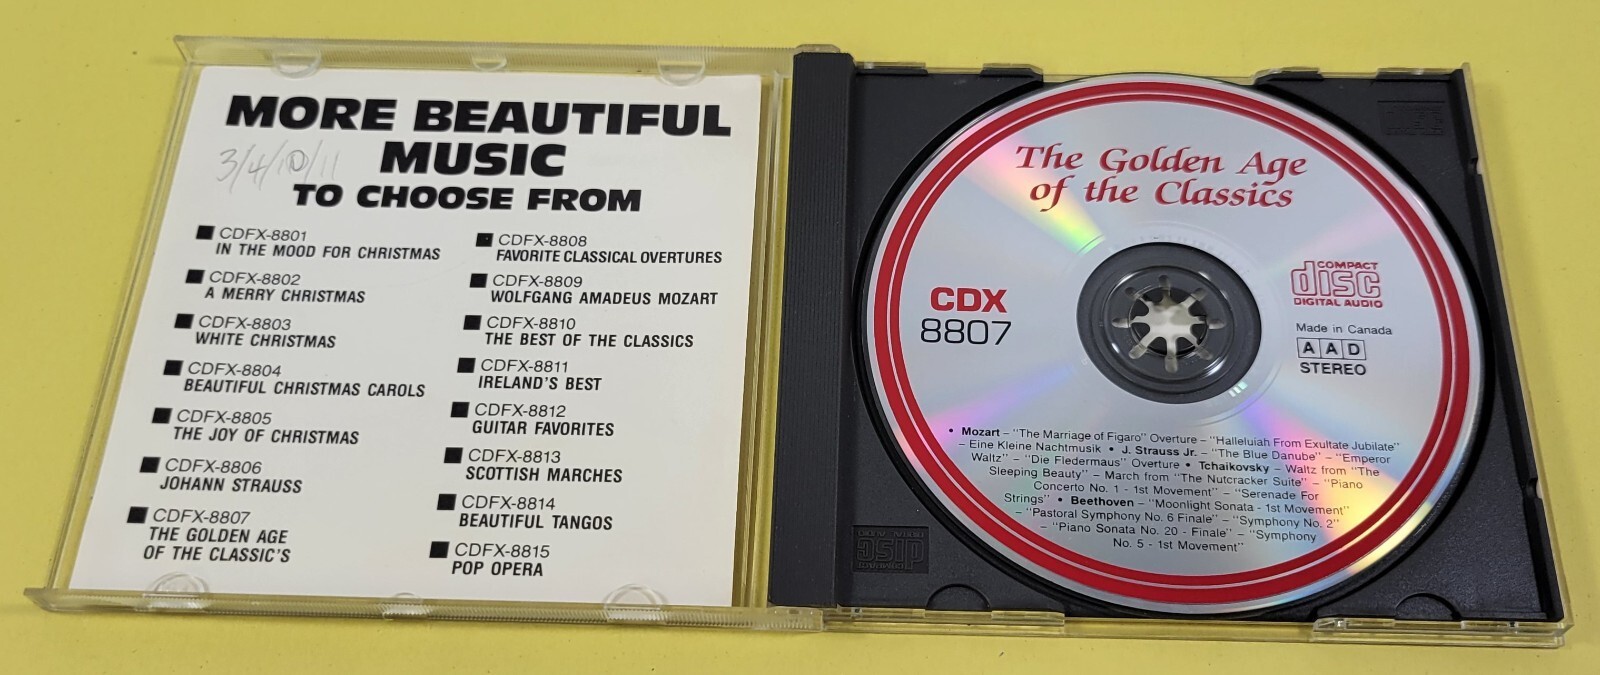 MORE BEAUTIFUL
MUSIC
3/4/10/11
TO CHOOSE FROM
CDFX-8801
IN THE MOOD FOR CHRISTMAS
CDFX-8802
A MERRY CHRISTMAS
CDFX-8803
WHITE CHRISTMAS
CDFX-8804
BEAUTIFUL CHRISTMAS CAROLS
CDFX-8805
THE JOY OF CHRISTMAS
CDFX-8806
JOHANN STRAUSS
CDFX-8807
THE GOLDEN AGE
OF THE CLASSIC'S
CDFX-8808
FAVORITE CLASSICAL OVERTURES
CDFX-8809
WOLFGANG AMADEUS MOZART
CDFX-8810
THE BEST OF THE CLASSICS
CDFX-8811
IRELAND'S BEST
CDFX-8812
GUITAR FAVORITES
CDFX-8813
SCOTTISH MARCHES
CDFX-8814
BEAUTIFUL TANGOS
CDFX-8815
POP OPERA
The Golden Age
of the Classics
CDX
8807
COMPACT
disc
DIGITAL AUDIO
Made in Canada
AAD
STEREO
• Mozart – "The Marriage of Figaro" Overture – "Halleluiah From Exultate Jubilate"
– Eine Kleine Nachtmusik • J. Strauss Jr. – "The Blue Danube" – "Emperor
Waltz" – "Die Fledermaus" Overture • Tchaikovsky – Waltz from "The
Sleeping Beauty" – March from "The Nutcracker Suite" – "Piano
Concerto No. 1 - 1st Movement" – "Serenade For
Strings" • Beethoven – "Moonlight Sonata - 1st Movement"
– "Pastoral Symphony No. 6 Finale" – "Symphony No. 2"
– "Piano Sonata No. 20 - Finale" – "Symphony
No. 5 - 1st Movement"
COMPACT
disc
DIGITAL AUDIO